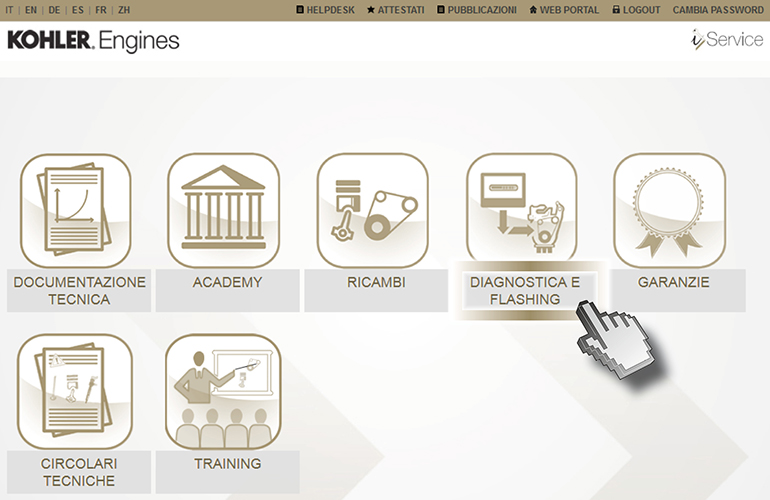 IT | EN | DE | ES | FR | ZH
HELPDESK ATTESTATI PUBBLICAZIONI WEB PORTAL LOGOUT CAMBIA PASSWORD
KOHLER. Engines
iService
DOCUMENTAZIONE
TECNICA
ACADEMY
RICAMBI
DIAGNOSTICA E
FLASHING
GARANZIE
CIRCOLARI
TECNICHE
TRAINING